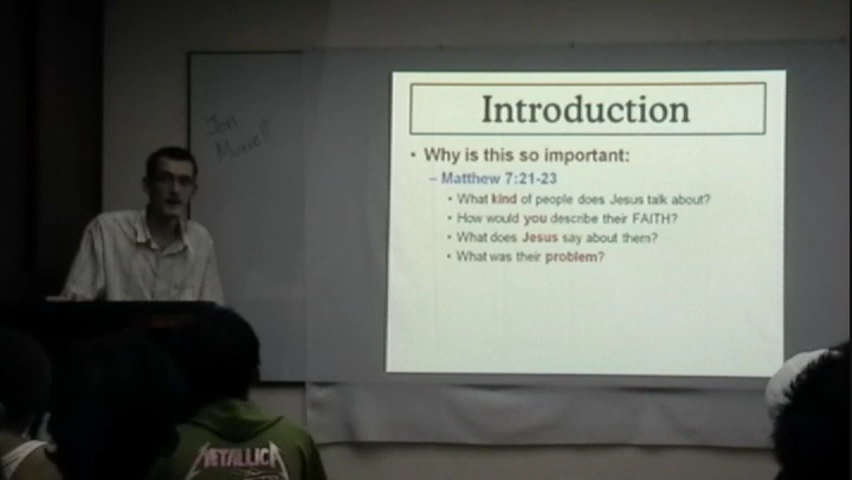 Jon
Murrell
Introduction
• Why is this so important:
– Matthew 7:21-23
• What kind of people does Jesus talk about?
• How would you describe their FAITH?
• What does Jesus say about them?
• What was their problem?
METALLICA